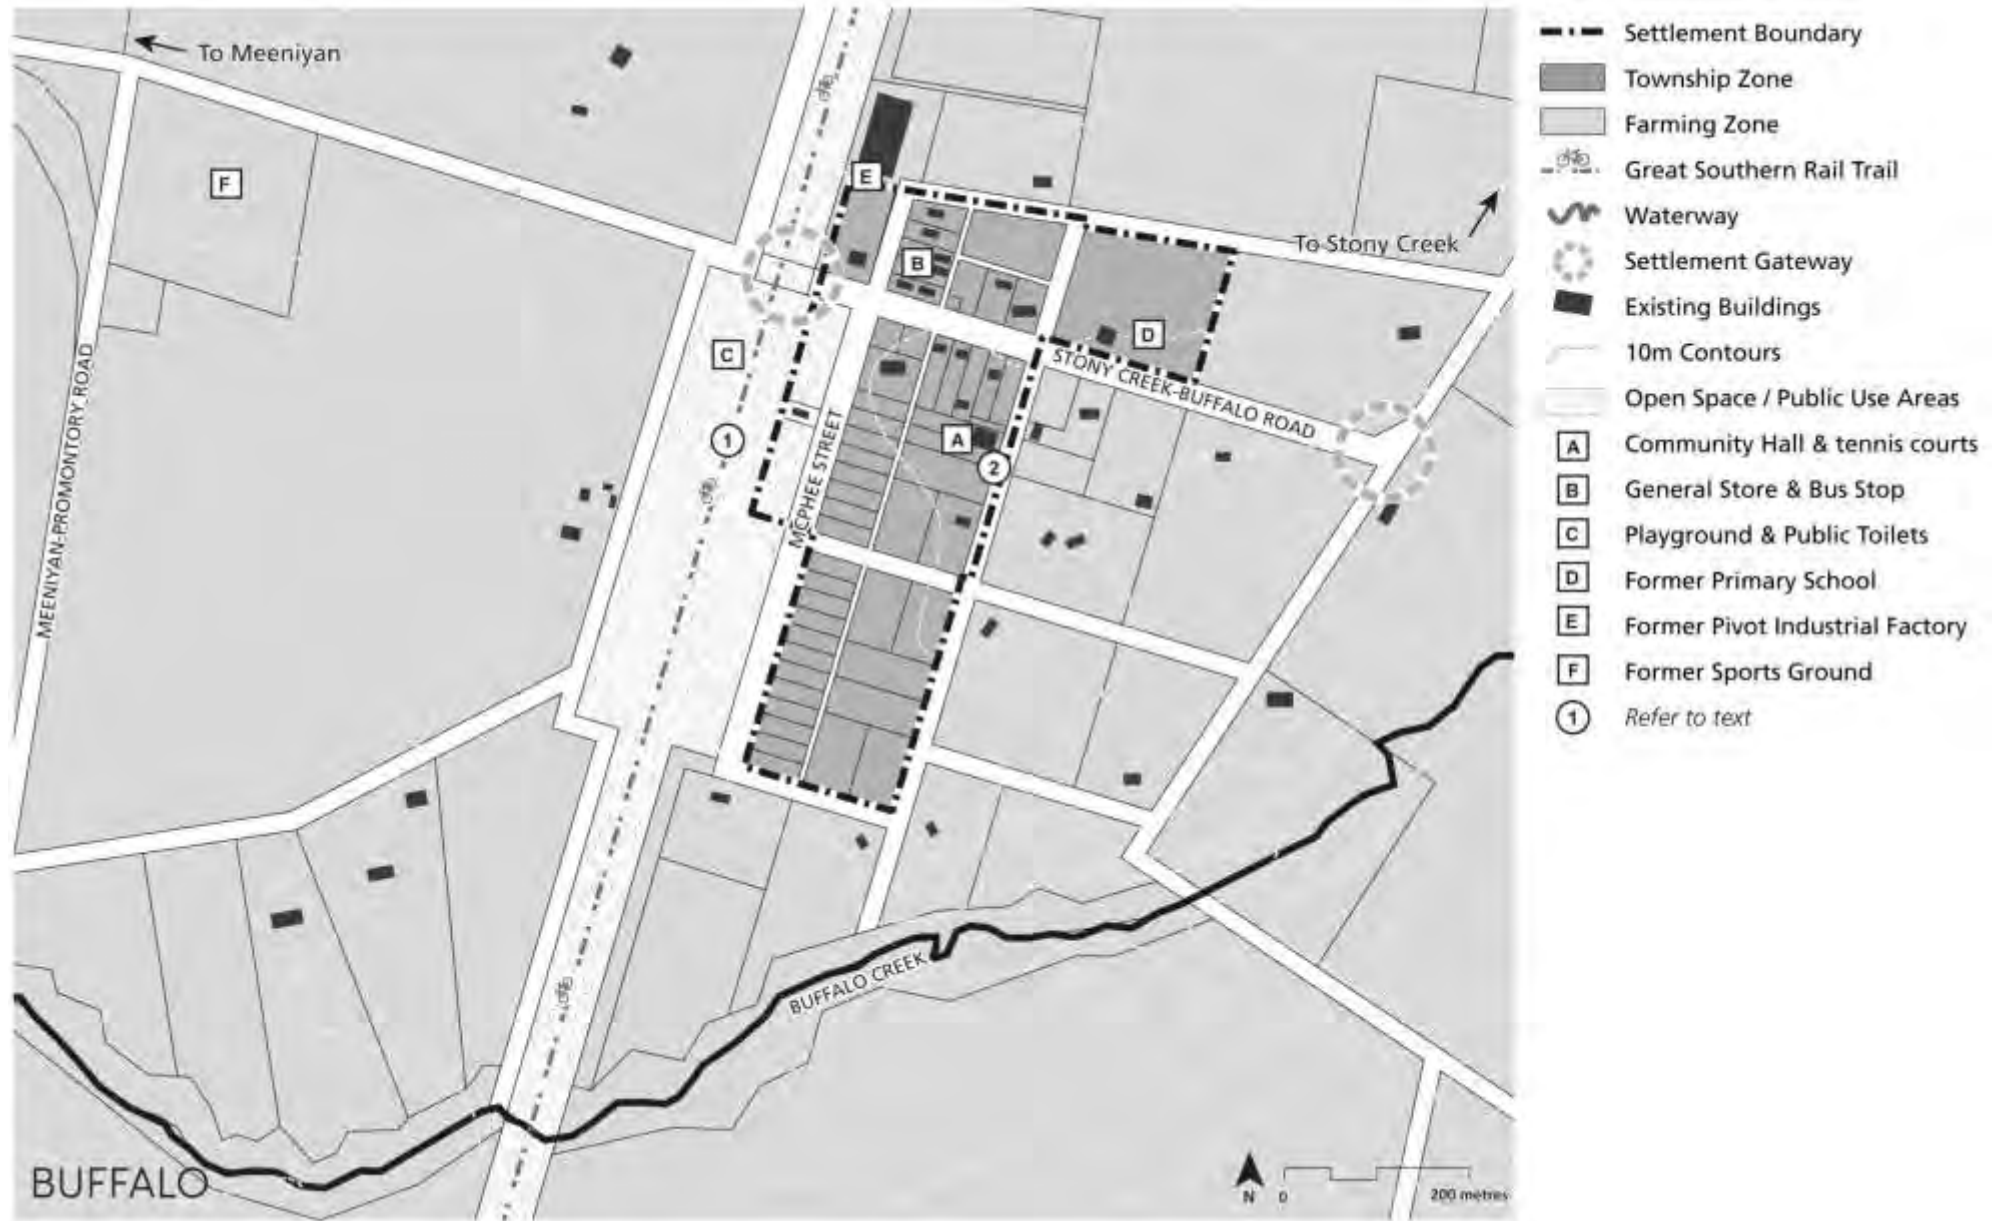 To Meeniyan
F
E
B
To Stony Creek
D
C
STONY CREEK-BUFFALO ROAD
MEENIYAN-PROMONTORY ROAD
1
A
MCPHEE STREET
2
BUFFALO CREEK
BUFFALO
N
0
200 metres
Settlement Boundary
Township Zone
Farming Zone
Great Southern Rail Trail
Waterway
Settlement Gateway
Existing Buildings
10m Contours
Open Space / Public Use Areas
A Community Hall & tennis courts
B General Store & Bus Stop
C Playground & Public Toilets
D Former Primary School
E Former Pivot Industrial Factory
F Former Sports Ground
1 Refer to text